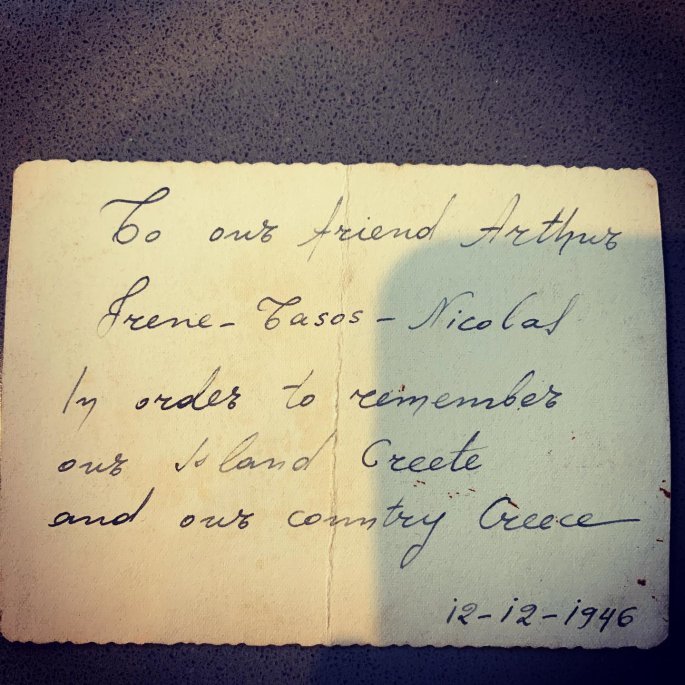 To our friend Arthur
Irene - Tasos - Nicolas
In order to remember
our Island Creete
and our country Greece
12-12-1946